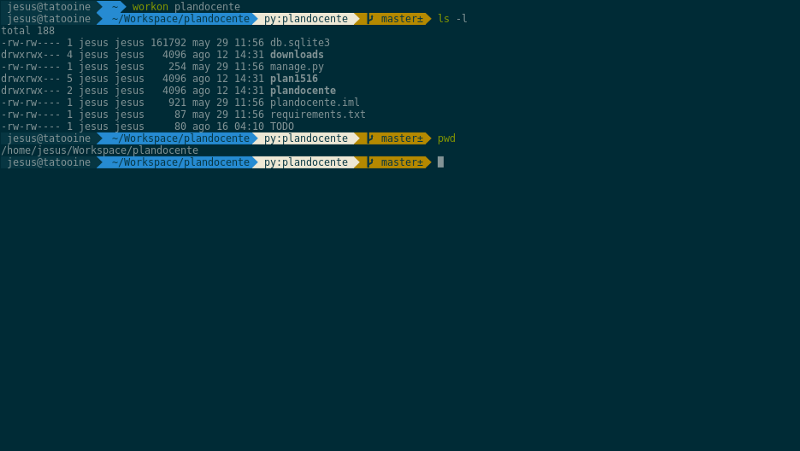 jesus@tatooine ~ workon plandocente
jesus@tatooine ~/Workspace/plandocente py:plandocente master± ls -l
total 188
-rw-rw---- 1 jesus jesus 161792 may 29 11:56 db.sqlite3
drwxrwx--- 4 jesus jesus   4096 ago 12 14:31 downloads
-rw-rw---- 1 jesus jesus    254 may 29 11:56 manage.py
drwxrwx--- 5 jesus jesus   4096 ago 12 14:31 plan1516
drwxrwx--- 2 jesus jesus   4096 ago 12 14:31 plandocente
-rw-rw---- 1 jesus jesus    921 may 29 11:56 plandocente.iml
-rw-rw---- 1 jesus jesus     87 may 29 11:56 requirements.txt
-rw-rw---- 1 jesus jesus     80 ago 16 04:10 TODO
jesus@tatooine ~/Workspace/plandocente py:plandocente master± pwd
/home/jesus/Workspace/plandocente
jesus@tatooine ~/Workspace/plandocente py:plandocente master±